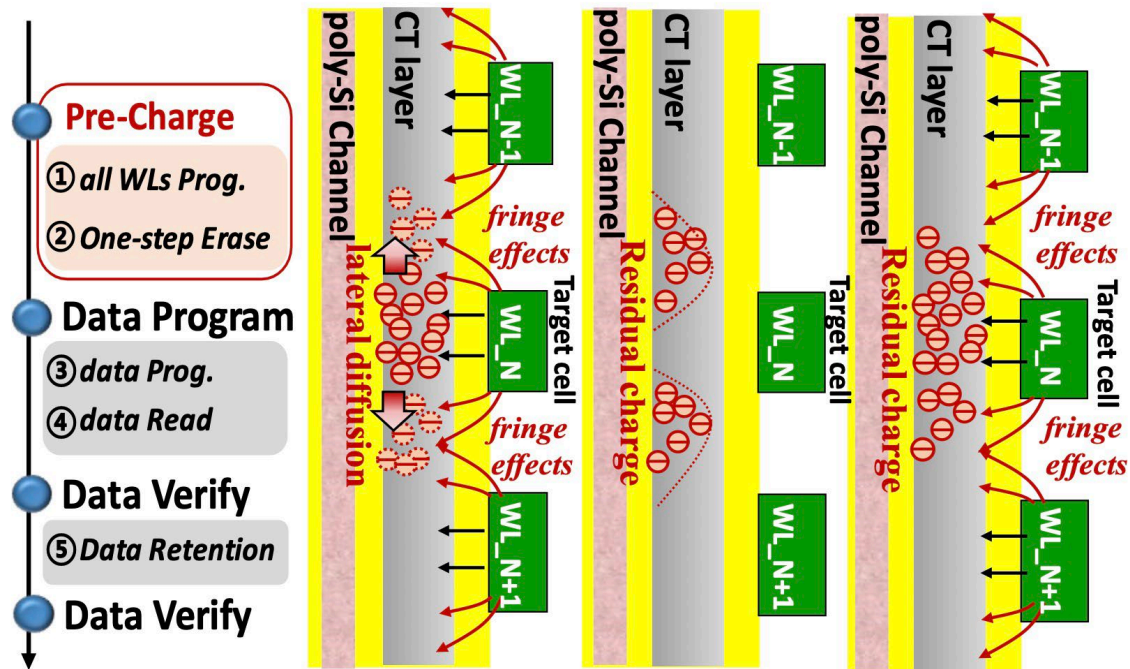 Pre-Charge
① all WLs Prog.
② One-step Erase
Data Program
③ data Prog.
④ data Read
Data Verify
⑤ Data Retention
Data Verify
poly-Si Channel
CT layer
lateral diffusion
WL_N-1
fringe
effects
WL_N
Target cell
fringe
effects
WL_N+1
poly-Si Channel
CT layer
Residual charge
Residual charge
WL_N-1
WL_N
Target cell
WL_N+1
poly-Si Channel
CT layer
Residual charge
WL_N-1
fringe
effects
WL_N
Target cell
fringe
effects
WL_N+1